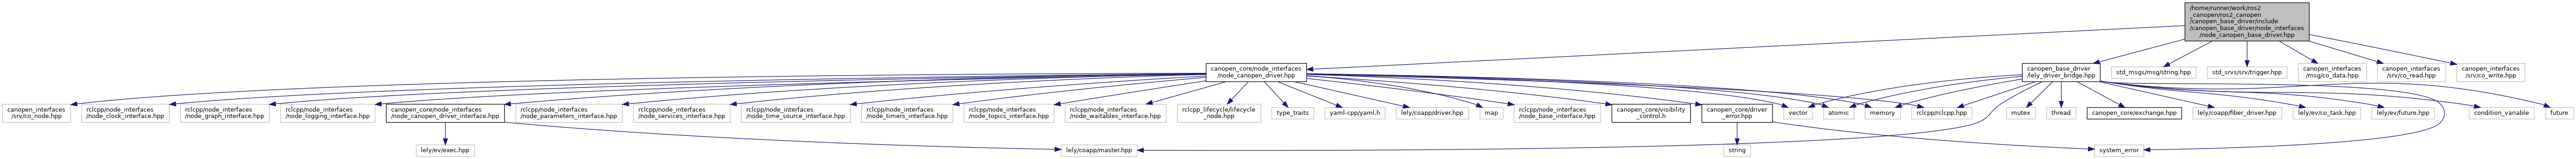 /home/runner/work/ros2
_canopen/ros2_canopen
/canopen_base_driver/include
/canopen_base_driver/node_interfaces
/node_canopen_base_driver.hpp
canopen_core/node_interfaces
/node_canopen_driver.hpp
canopen_base_driver
/lely_driver_bridge.hpp
std_msgs/msg/string.hpp
std_srvs/srv/trigger.hpp
canopen_interfaces
/msg/co_data.hpp
canopen_interfaces
/srv/co_read.hpp
canopen_interfaces
/srv/co_write.hpp
canopen_interfaces
/srv/co_node.hpp
rclcpp/node_interfaces
/node_clock_interface.hpp
rclcpp/node_interfaces
/node_graph_interface.hpp
rclcpp/node_interfaces
/node_logging_interface.hpp
canopen_core/node_interfaces
/node_canopen_driver_interface.hpp
rclcpp/node_interfaces
/node_parameters_interface.hpp
rclcpp/node_interfaces
/node_services_interface.hpp
rclcpp/node_interfaces
/node_time_source_interface.hpp
rclcpp/node_interfaces
/node_timers_interface.hpp
rclcpp/node_interfaces
/node_topics_interface.hpp
rclcpp/node_interfaces
/node_waitables_interface.hpp
rclcpp_lifecycle/lifecycle
_node.hpp
type_traits
yaml-cpp/yaml.h
lely/coapp/driver.hpp
map
rclcpp/node_interfaces
/node_base_interface.hpp
canopen_core/visibility
_control.h
canopen_core/driver
_error.hpp
vector
atomic
memory
rclcpp/rclcpp.hpp
mutex
thread
canopen_core/exchange.hpp
lely/coapp/fiber_driver.hpp
lely/ev/co_task.hpp
lely/ev/future.hpp
condition_variable
future
lely/ev/exec.hpp
lely/coapp/master.hpp
string
system_error